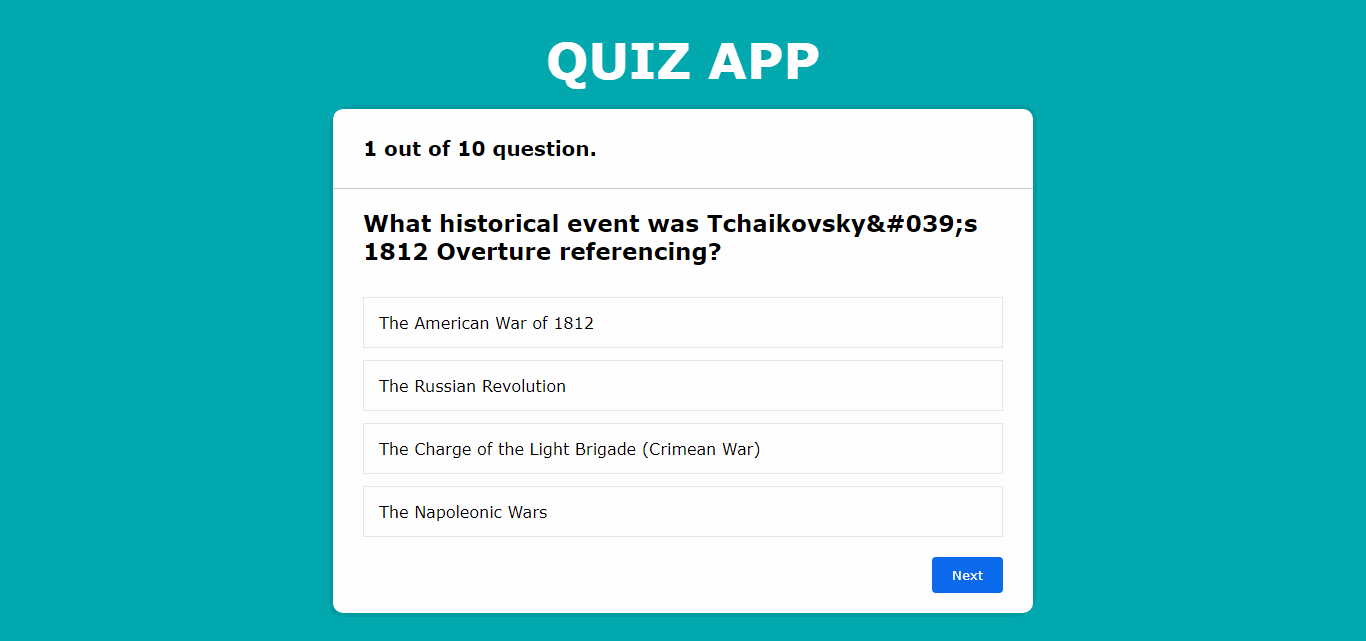 QUIZ APP
1 out of 10 question.
What historical event was Tchaikovsky&#039;s
1812 Overture referencing?
The American War of 1812
The Russian Revolution
The Charge of the Light Brigade (Crimean War)
The Napoleonic Wars
Next